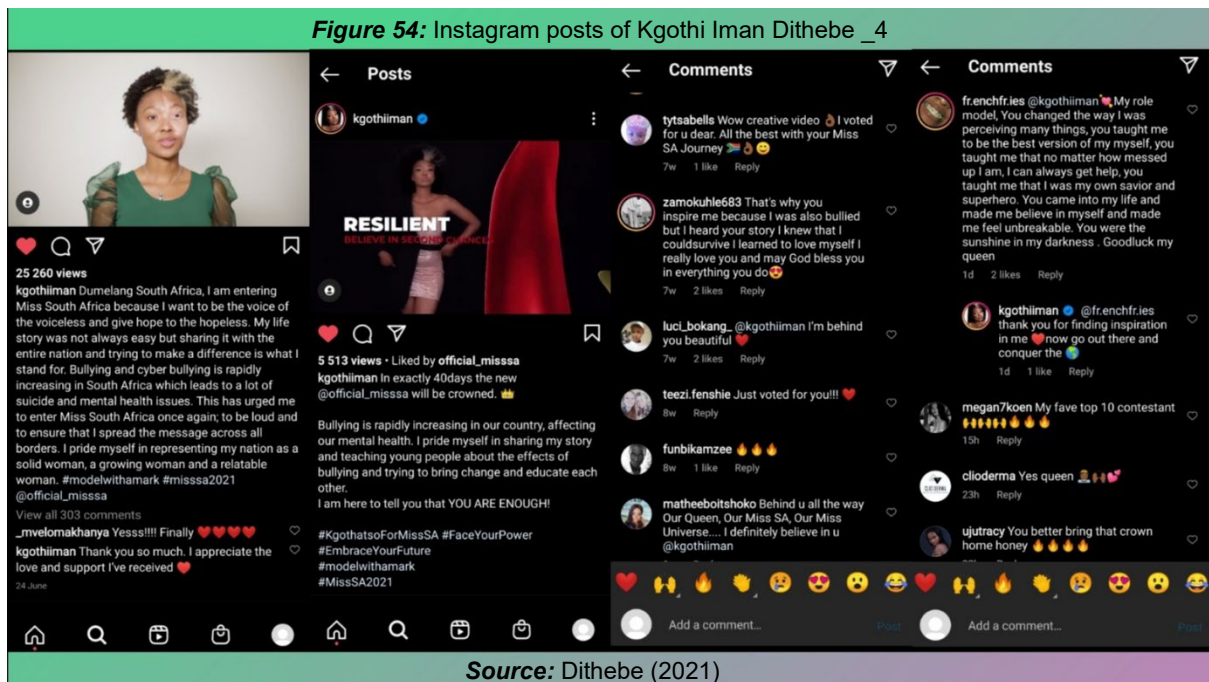 Figure 54: Instagram posts of Kgothi Iman Dithebe _4
25 260 views
kgothiiman Dumelang South Africa, I am entering
Miss South Africa because I want to be the voice of
the voiceless and give hope to the hopeless. My life
story was not always easy but sharing it with the
entire nation and trying to make a difference is what I
stand for. Bullying and cyber bullying is rapidly
increasing in South Africa which leads to a lot of
suicide and mental health issues. This has urged me
to enter Miss South Africa once again; to be loud and
to ensure that I spread the message across all
borders. I pride myself in representing my nation as a
solid woman, a growing woman and a relatable
woman. #modelwithamark #misssa2021
@official_misssa
View all 303 comments
_mvelomakhanya Yesss!!!! Finally ❤️❤️❤️❤️
kgothiiman Thank you so much. I appreciate the
love and support I've received ❤️
24 June
Posts
kgothiiman
RESILIENT
BELIEVE IN SECOND CHANCES
5 513 views • Liked by official_misssa
kgothiiman In exactly 40days the new
@official_misssa will be crowned. 👑
Bullying is rapidly increasing in our country, affecting
our mental health. I pride myself in sharing my story
and teaching young people about the effects of
bullying and trying to bring change and educate each
other.
I am here to tell you that YOU ARE ENOUGH!
#KgothatsoForMissSA #FaceYourPower
#EmbraceYourFuture
#modelwithamark
#MissSA2021
Comments
tytsabells Wow creative video 👌🏾I voted
for u dear. All the best with your Miss
SA Journey 🇿🇦👌🏾😊
7w 1 like Reply
zamokuhle683 That's why you
inspire me because I was also bullied
but I heard your story I knew that I
couldsurvive I learned to love myself I
really love you and may God bless you
in everything you do😍
7w 2 likes Reply
luci_bokang_ @kgothiiman I'm behind
you beautiful ❤️
7w 2 likes Reply
teezi.fenshie Just voted for you!!! ❤️
8w Reply
funbikamzee 🔥🔥🔥
8w 1 like Reply
matheeboitshoko Behind u all the way
Our Queen, Our Miss SA, Our Miss
Universe.... I definitely believe in u
@kgothiiman
Add a comment...
Post
Comments
fr.enchfr.ies @kgothiiman💘My role
model, You changed the way I was
perceiving many things, you taught me
to be the best version of my myself, you
taught me that no matter how messed
up I am, I can always get help, you
taught me that I was my own savior and
superhero. You came into my life and
made me believe in myself and made
me feel unbreakable. You were the
sunshine in my darkness . Goodluck my
queen
1d 2 likes Reply
kgothiiman @fr.enchfr.ies
thank you for finding inspiration
in me ❤️now go out there and
conquer the 🌎
1d 1 like Reply
megan7koen My fave top 10 contestant
🙌🙌🙌🔥🔥🔥
15h Reply
clioderma Yes queen 👸🏾🙌🏾💕
23h Reply
ujutracy You better bring that crown
home honey 🔥🔥🔥🔥
Add a comment...
Post
Source: Dithebe (2021)